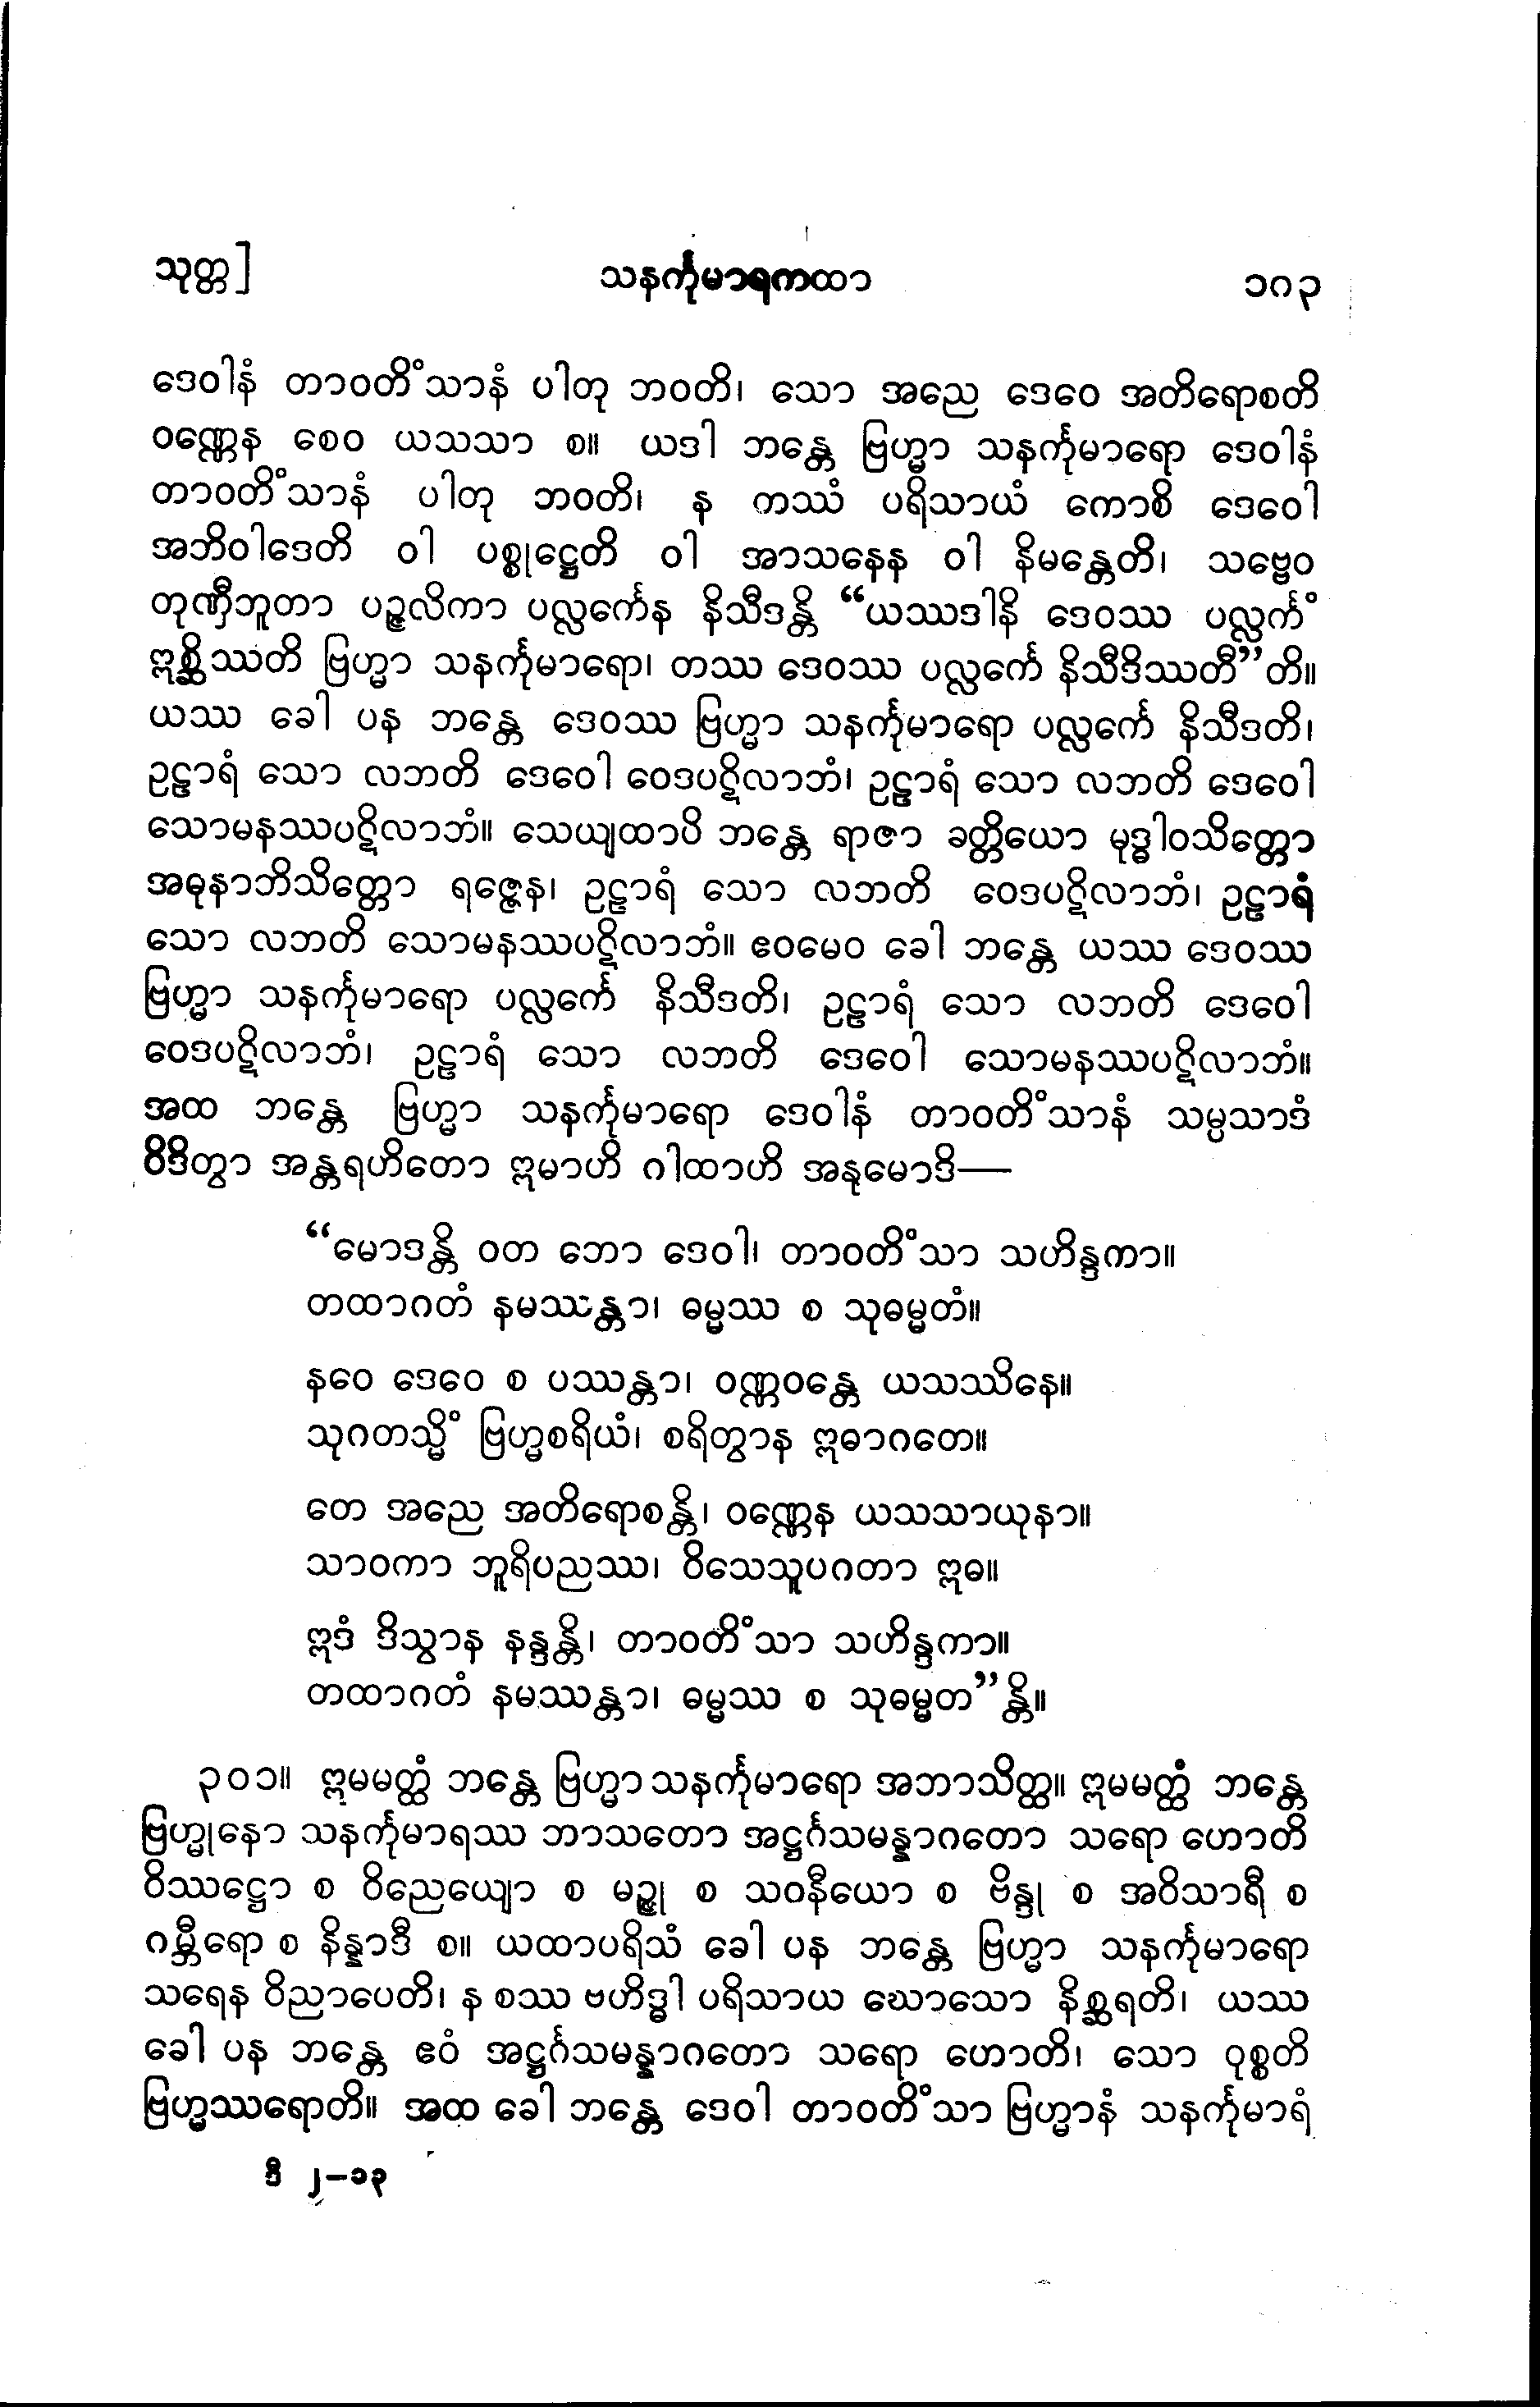 သုတ္တ]
သနင်္ကုမာရကထာ
၁၈၃
ဒေဝါနံ တာဝတိံသာနံ ပါတု ဘဝတိ၊ သော အညေ ဒေဝေ အတိရောစတိ
ဝဏ္ဏေန စေဝ ယသသာ စ။ ယဒါ ဘန္တေ ဗြဟ္မာ သနင်္ကုမာရော ဒေဝါနံ
တာဝတိံသာနံ ပါတု ဘဝတိ၊ န ကဿံ ပရိသာယံ ကောစိ ဒေဝေါ
အဘိဝါဒေတိ ဝါ ပစ္စုဋ္ဌေတိ ဝါ အာသနေန ဝါ နိမန္တေတိ၊ သဗ္ဗေဝ
တုဏှီဘူတာ ပဉ္ဇလိကာ ပလ္လင်္ကေန နိသီဒန္တိ “ယဿဒါနိ ဒေဝဿ ပလ္လင်္ကံ
ဣစ္ဆိဿတိ ဗြဟ္မာ သနင်္ကုမာရော၊ တဿ ဒေဝဿ ပလ္လင်္ကေ နိသီဒိဿတီ”တိ။
ယဿ ခေါ ပန ဘန္တေ ဒေဝဿ ဗြဟ္မာ သနင်္ကုမာရော ပလ္လင်္ကေ နိသီဒတိ၊
ဥဠာရံ သော လဘတိ ဒေဝေါ ဝေဒပဋိလာဘံ၊ ဥဠာရံ သော လဘတိ ဒေဝေါ
သောမနဿပဋိလာဘံ။ သေယျထာပိ ဘန္တေ ရာဇာ ခတ္တိယော မုဒ္ဓါဝသိတ္တော
အဓုနာဘိသိတ္တော ရဇ္ဇေန၊ ဥဠာရံ သော လဘတိ ဝေဒပဋိလာဘံ၊ ဥဠာရံ
သော လဘတိ သောမနဿပဋိလာဘံ။ ဧဝမေဝ ခေါ ဘန္တေ ယဿ ဒေဝဿ
ဗြဟ္မာ သနင်္ကုမာရော ပလ္လင်္ကေ နိသီဒတိ၊ ဥဠာရံ သော လဘတိ ဒေဝေါ
ဝေဒပဋိလာဘံ၊ ဥဠာရံ သော လဘတိ ဒေဝေါ သောမနဿပဋိလာဘံ။
အထ ဘန္တေ ဗြဟ္မာ သနင်္ကုမာရော ဒေဝါနံ တာဝတိံသာနံ သမ္ပသာဒံ
ဝိဒိတွာ အန္တရဟိတော ဣမာဟိ ဂါထာဟိ အနုမောဒိ—
“မောဒန္တိ ဝတ ဘော ဒေဝါ၊ တာဝတိံသာ သဟိန္ဒကာ။
တထာဂတံ နမဿန္တာ၊ ဓမ္မဿ စ သုဓမ္မတံ။
နဝေ ဒေဝေ စ ပဿန္တာ၊ ဝဏ္ဏဝန္တေ ယသဿိနေ။
သုဂတသ္မိံ ဗြဟ္မစရိယံ၊ စရိတွာန ဣဓာဂတေ။
တေ အညေ အတိရောစန္တိ၊ ဝဏ္ဏေန ယသသာယုနာ။
သာဝကာ ဘူရိပညဿ၊ ဝိသေသူပဂတာ ဣဓ။
ဣဒံ ဒိသွာန နန္ဒန္တိ၊ တာဝတိံသာ သဟိန္ဒကာ။
တထာဂတံ နမဿန္တာ၊ ဓမ္မဿ စ သုဓမ္မတ”န္တိ။
၃၀၁။ ဣမမတ္ထံ ဘန္တေ ဗြဟ္မာ သနင်္ကုမာရော အဘာသိတ္ထ။ ဣမမတ္ထံ ဘန္တေ
ဗြဟ္မုနော သနင်္ကုမာရဿ ဘာသတော အဋ္ဌင်္ဂသမန္နာဂတော သရော ဟောတိ
ဝိဿဋ္ဌော စ ဝိညေယျော စ မဉ္ဇု စ သဝနီယော စ ဗိန္ဒု စ အဝိသာရီ စ
ဂမ္ဘီရော စ နိန္နာဒီ စ။ ယထာပရိသံ ခေါ ပန ဘန္တေ ဗြဟ္မာ သနင်္ကုမာရော
သရေန ဝိညာပေတိ၊ န စဿ ဗဟိဒ္ဓါ ပရိသာယ ဃောသော နိစ္ဆရတိ၊ ယဿ
ခေါ ပန ဘန္တေ ဧဝံ အဋ္ဌင်္ဂသမန္နာဂတော သရော ဟောတိ၊ သော ဝုစ္စတိ
ဗြဟ္မဿရောတိ။ အထ ခေါ ဘန္တေ ဒေဝါ တာဝတိံသာ ဗြဟ္မာနံ သနင်္ကုမာရံ
ဒီ ၂–၁၃